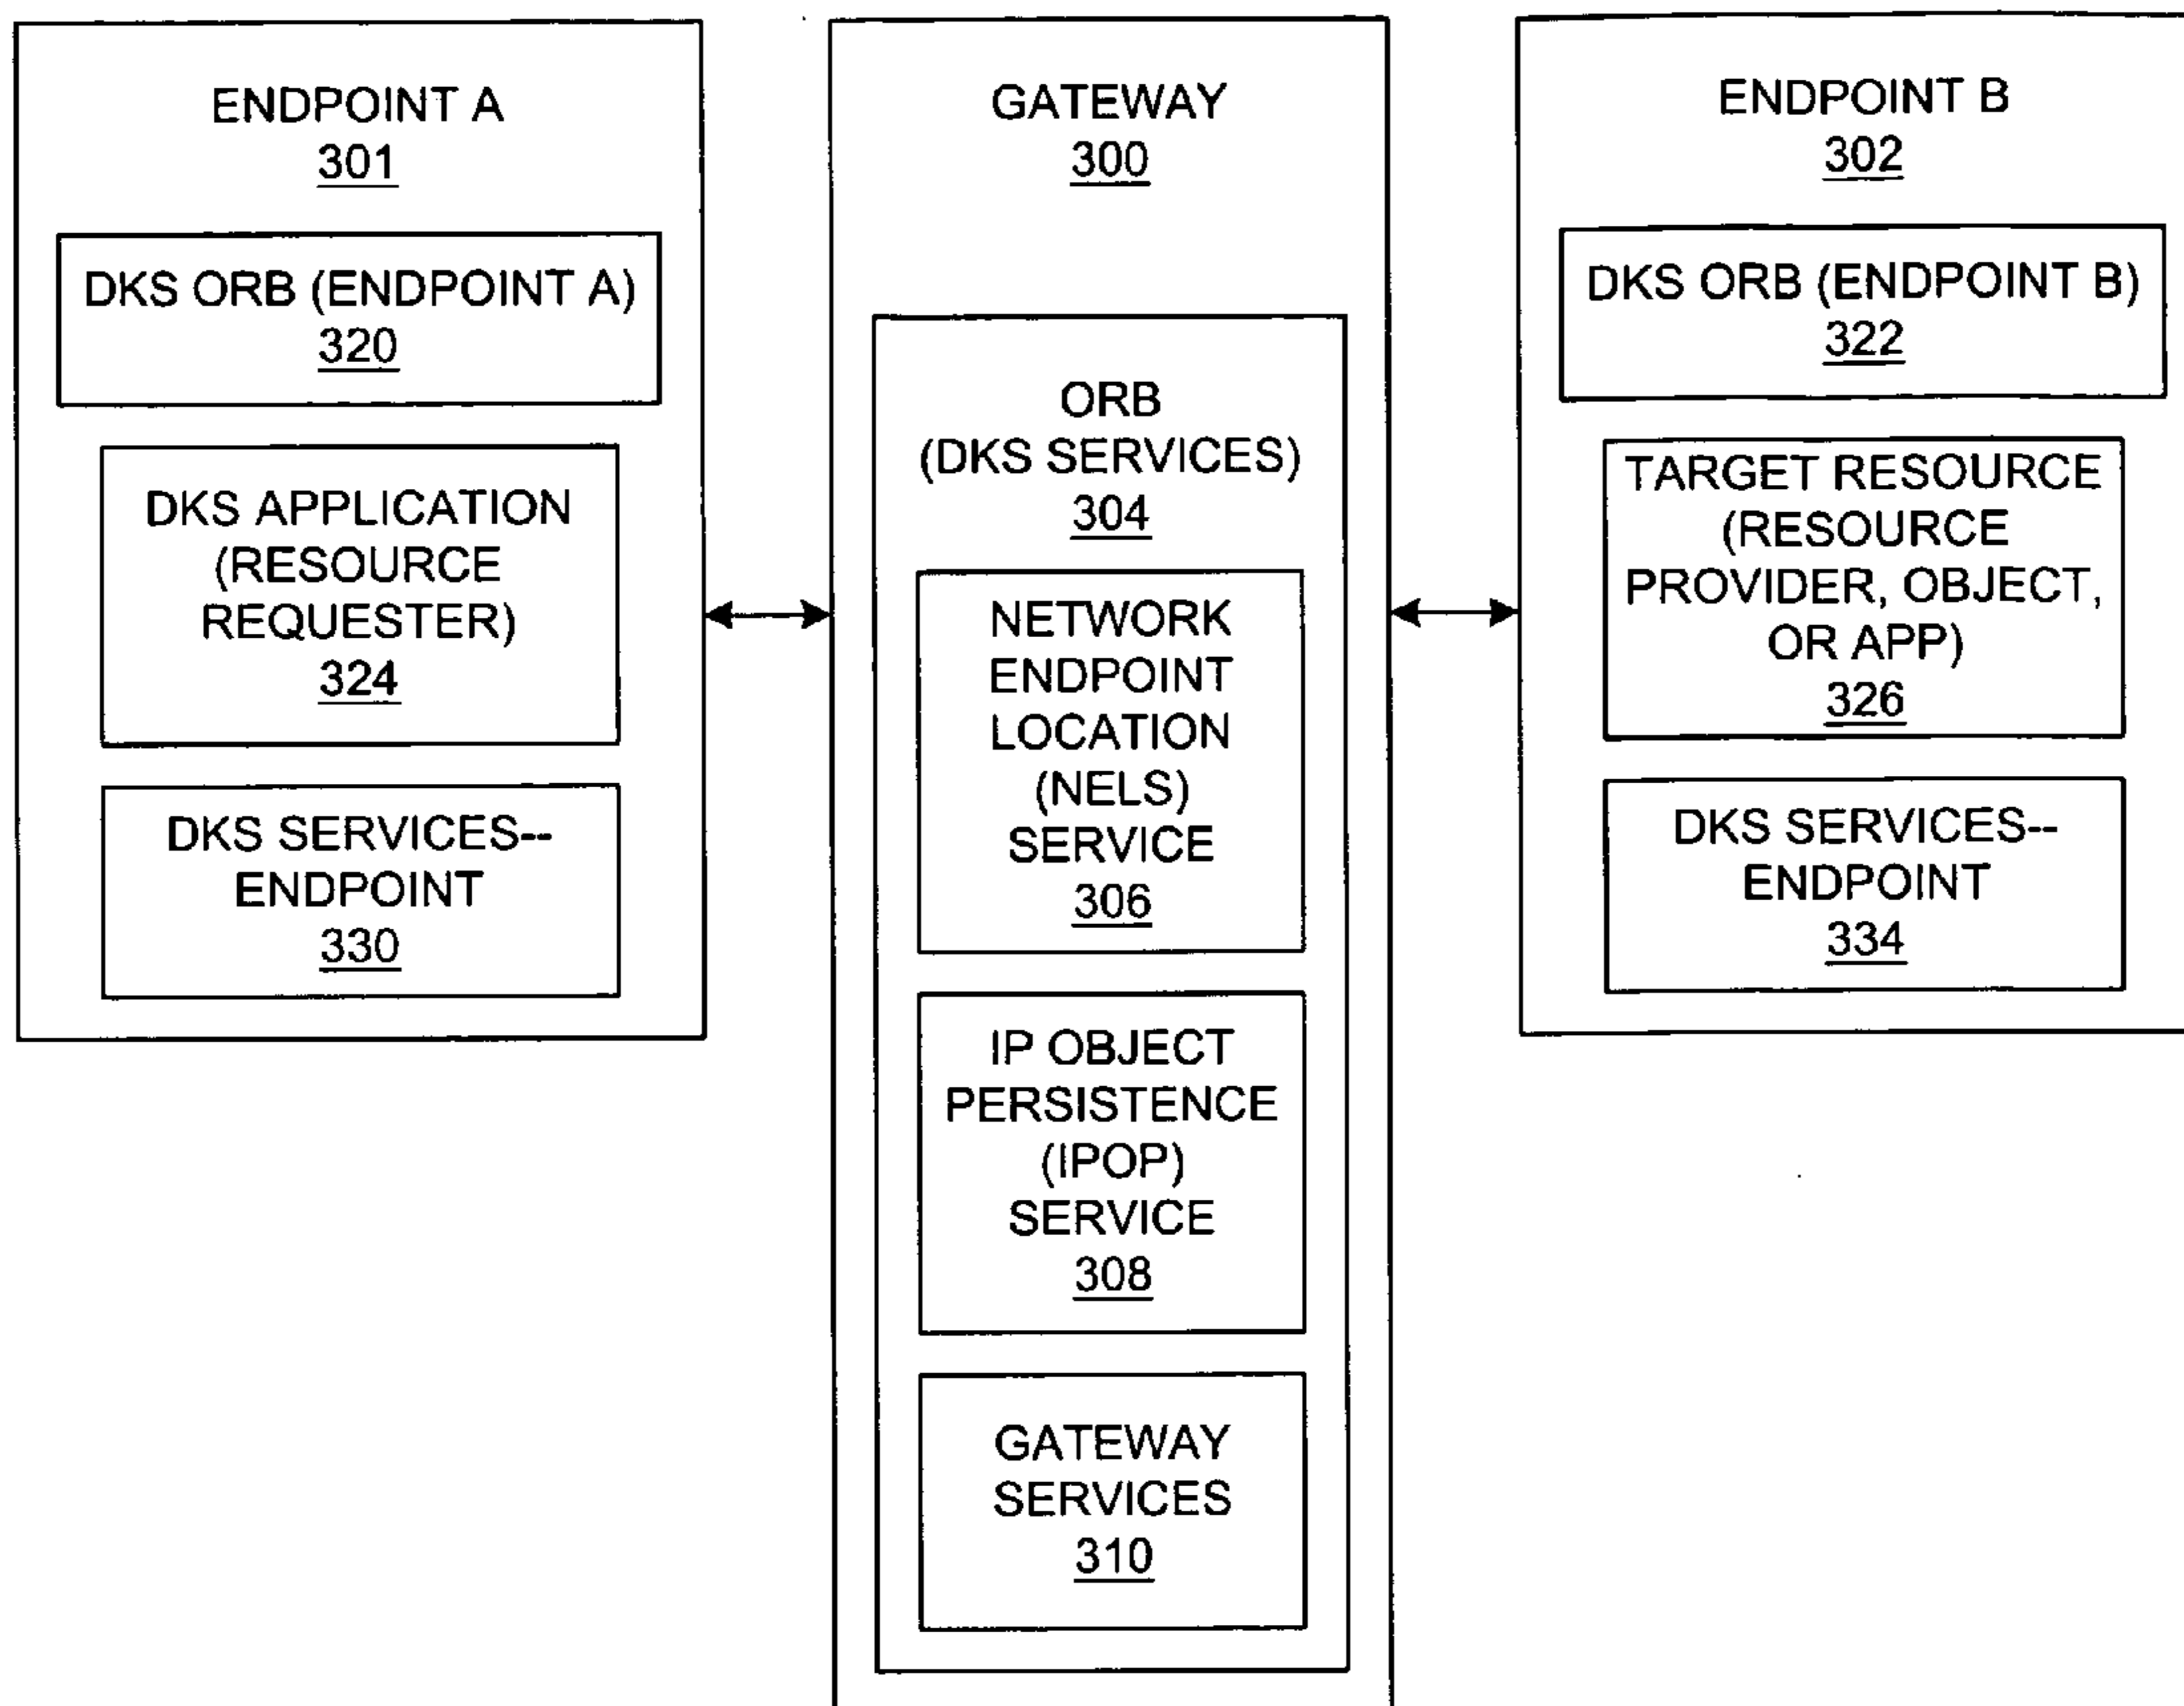 ENDPOINT A
301
DKS ORB (ENDPOINT A)
320
DKS APPLICATION
(RESOURCE
REQUESTER)
324
DKS SERVICES--
ENDPOINT
330
GATEWAY
300
ORB
(DKS SERVICES)
304
NETWORK
ENDPOINT
LOCATION
(NELS)
SERVICE
306
IP OBJECT
PERSISTENCE
(IPOP)
SERVICE
308
GATEWAY
SERVICES
310
ENDPOINT B
302
DKS ORB (ENDPOINT B)
322
TARGET RESOURCE
(RESOURCE
PROVIDER, OBJECT,
OR APP)
326
DKS SERVICES--
ENDPOINT
334